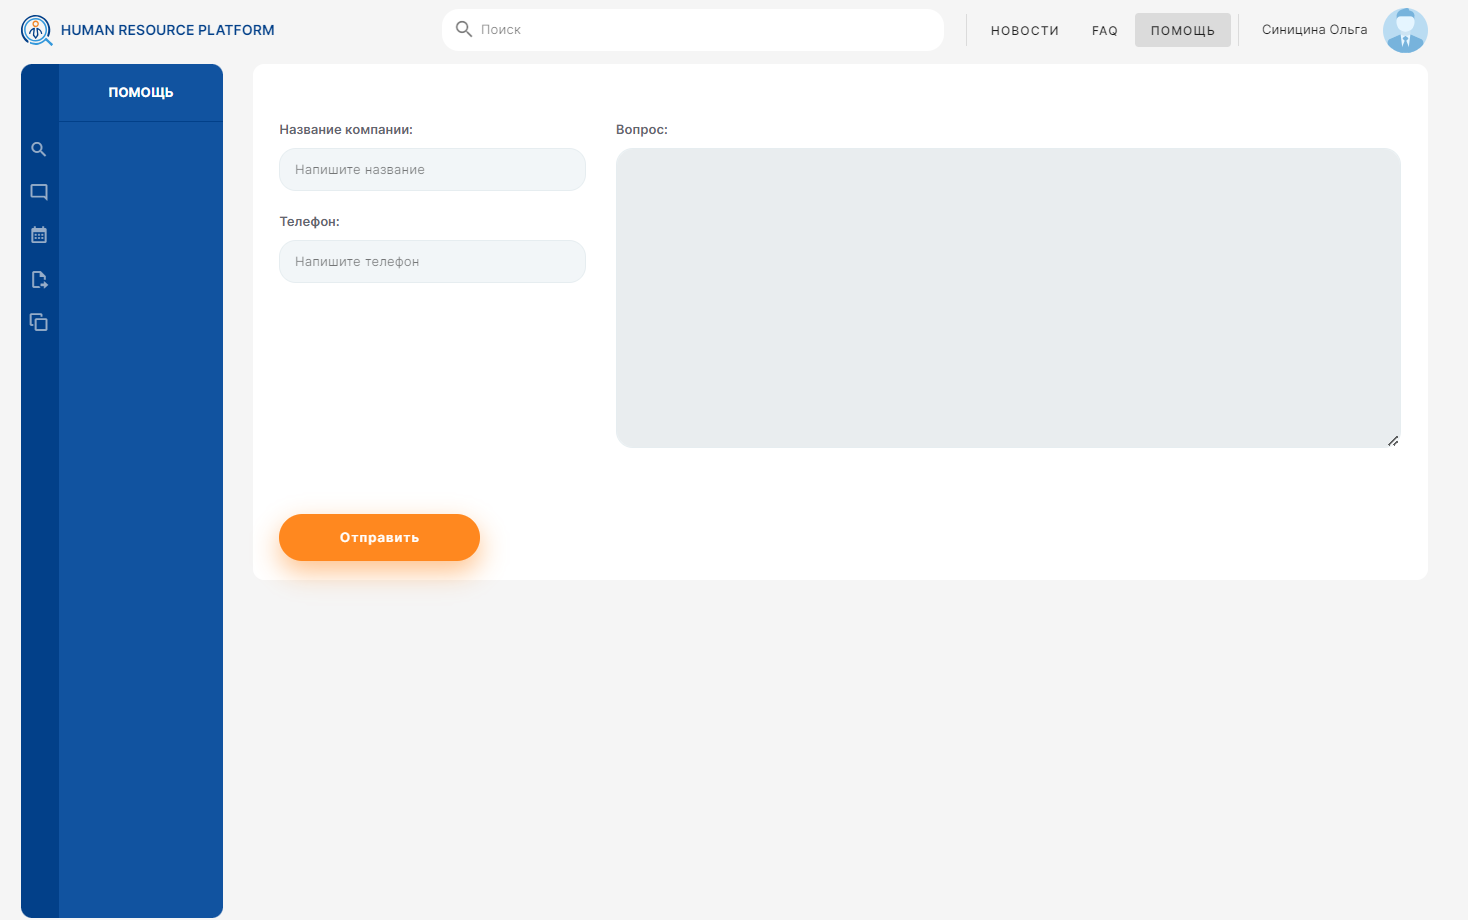 HUMAN RESOURCE PLATFORM
Поиск
НОВОСТИ
FAQ
ПОМОЩЬ
Синицина Ольга
ПОМОЩЬ
Название компании:
Напишите название
Телефон:
Напишите телефон
Вопрос:
Отправить